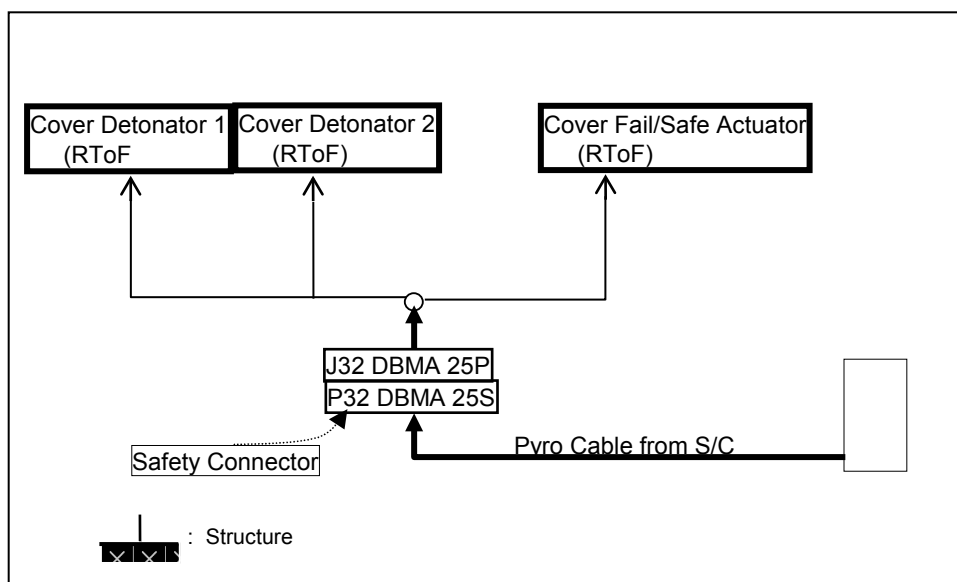 Cover Detonator 1
(RToF
Cover Detonator 2
(RToF)
Cover Fail/Safe Actuator
(RToF)
J32 DBMA 25P
P32 DBMA 25S
Safety Connector
Pyro Cable from S/C
: Structure